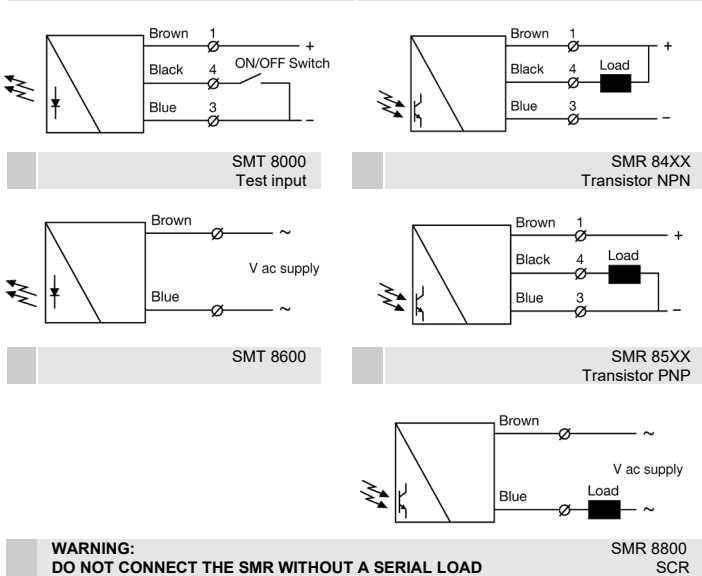 Brown 1
+
Black 4 ON/OFF Switch
Blue 3
–
SMT 8000
Test input
Brown 1
+
Black 4 Load
Blue 3
–
SMR 84XX
Transistor NPN
Brown
~
V ac supply
Blue
~
SMT 8600
Brown 1
+
Black 4 Load
Blue 3
–
SMR 85XX
Transistor PNP
Brown
~
V ac supply
Blue Load
~
WARNING:
DO NOT CONNECT THE SMR WITHOUT A SERIAL LOAD
SMR 8800
SCR